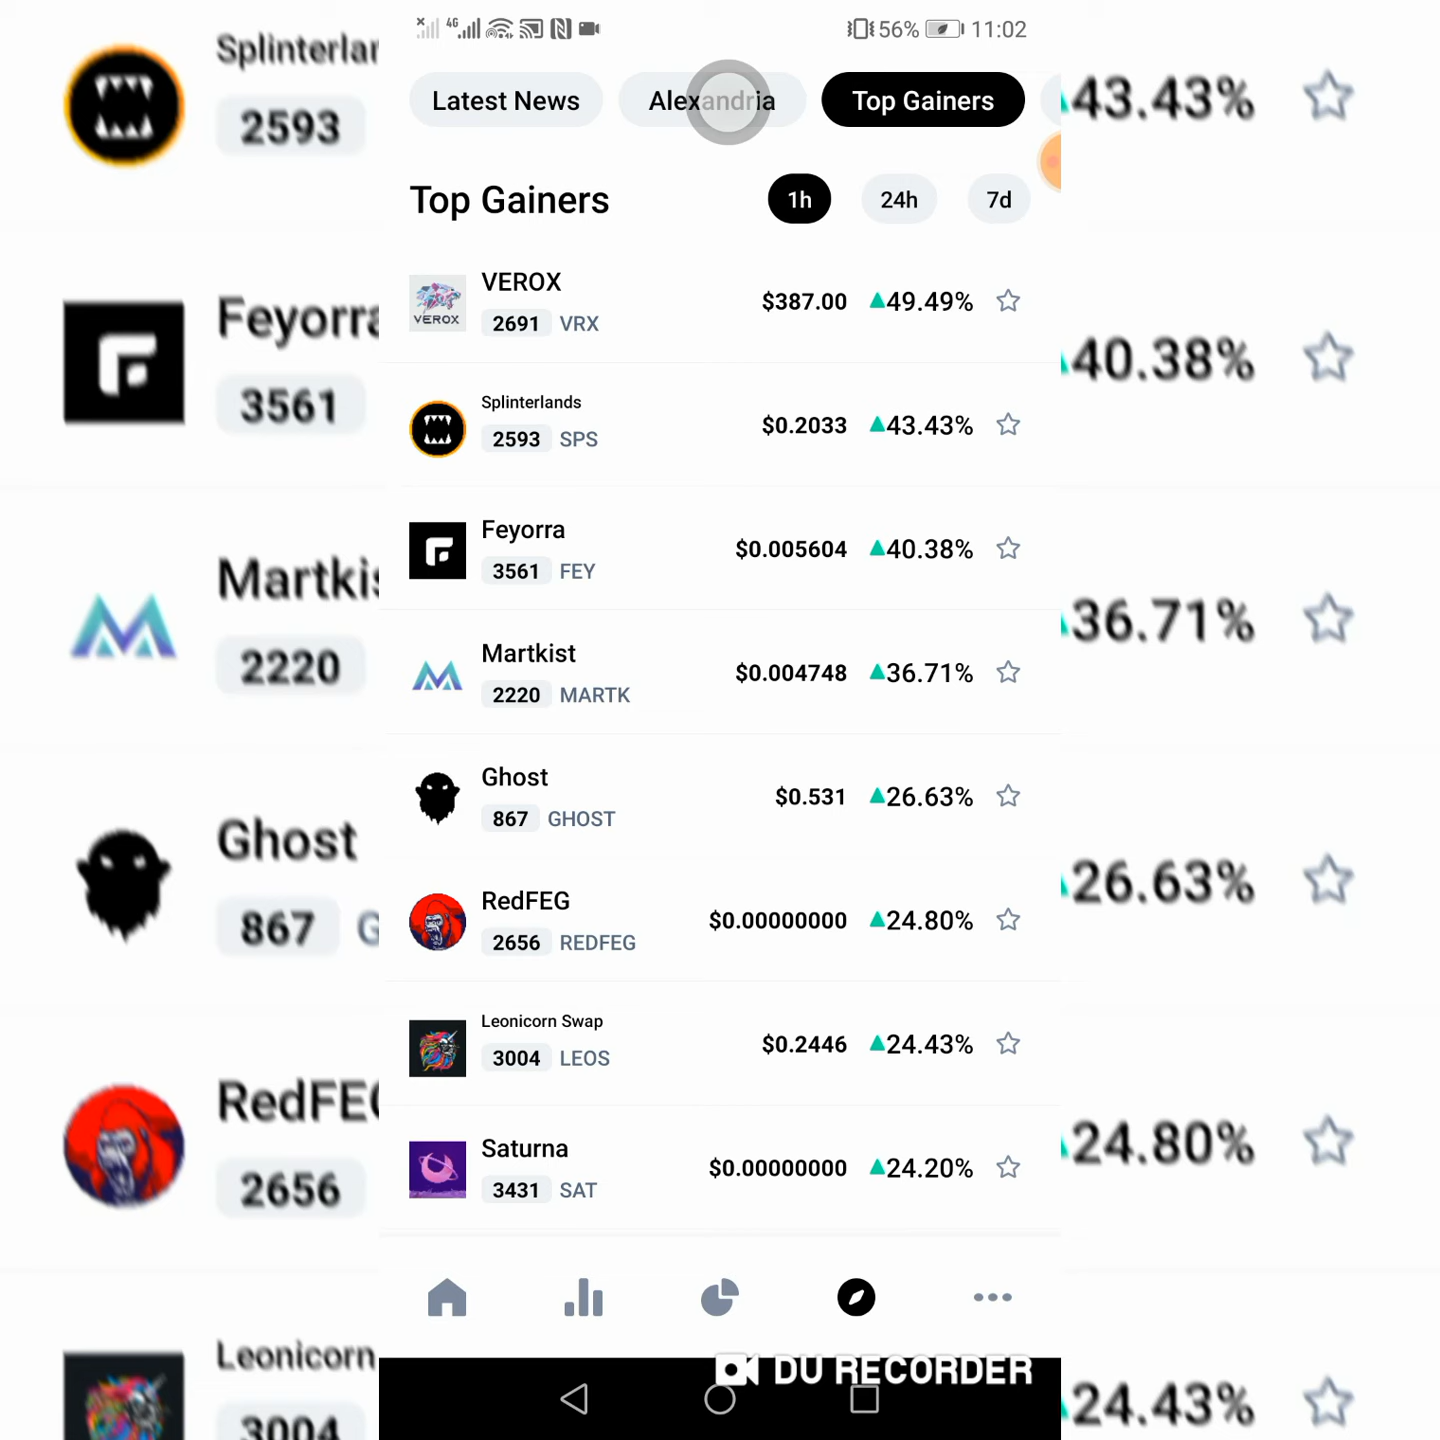 4G 56% 11:02
Latest News Alexandria Top Gainers
Top Gainers 1h 24h 7d
VEROX
VEROX 2691 VRX $387.00 ▲49.49%
Splinterlands
2593 SPS $0.2033 ▲43.43%
Feyorra
3561 FEY $0.005604 ▲40.38%
Martkist
2220 MARTK $0.004748 ▲36.71%
Ghost
867 GHOST $0.531 ▲26.63%
RedFEG
2656 REDFEG $0.00000000 ▲24.80%
Leonicorn Swap
3004 LEOS $0.2446 ▲24.43%
Saturna
3431 SAT $0.00000000 ▲24.20%
DU RECORDER
Splinterlar
2593
43.43%
Feyorra
3561
40.38%
Martkis
2220
36.71%
Ghost
867 G
26.63%
RedFEG
2656
24.80%
Leonicorn
3004
24.43%